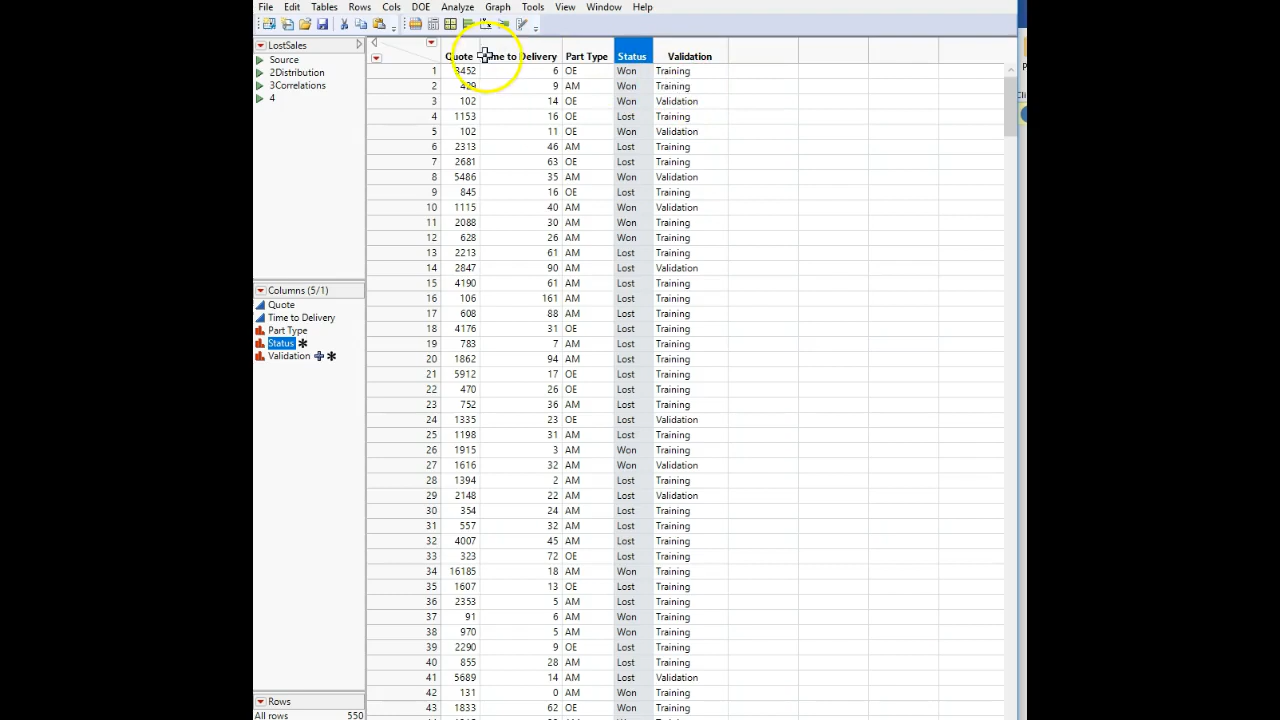 File Edit Tables Rows Cols DOE Analyze Graph Tools View Window Help
LostSales
Source
2Distribution
3Correlations
4
Columns (5/1)
Quote
Time to Delivery
Part Type
Status
Validation
Rows
All rows 550
Quote Time to Delivery Part Type Status Validation
1 3452 6 OE Won Training
2 429 9 AM Won Training
3 102 14 OE Won Validation
4 1153 16 OE Lost Training
5 102 11 OE Won Validation
6 2313 46 AM Lost Training
7 2681 63 OE Lost Training
8 5486 35 AM Won Validation
9 845 16 OE Lost Training
10 1115 40 AM Won Validation
11 2088 30 AM Won Training
12 628 26 AM Won Training
13 2213 61 AM Lost Training
14 2847 90 AM Lost Validation
15 4190 61 AM Lost Training
16 106 161 AM Lost Training
17 608 88 AM Lost Training
18 4176 31 OE Lost Training
19 783 7 AM Lost Training
20 1862 94 AM Lost Training
21 5912 17 OE Lost Training
22 470 26 OE Lost Training
23 752 36 AM Lost Training
24 1335 23 OE Lost Validation
25 1198 31 AM Lost Training
26 1915 3 AM Won Training
27 1616 32 AM Won Validation
28 1394 2 AM Lost Training
29 2148 22 AM Lost Validation
30 354 24 AM Lost Training
31 557 32 AM Lost Training
32 4007 45 AM Lost Training
33 323 72 OE Lost Training
34 16185 18 AM Won Training
35 1607 13 OE Lost Training
36 2353 5 AM Lost Training
37 91 6 AM Won Training
38 970 5 AM Won Training
39 2290 9 OE Lost Training
40 855 28 AM Lost Training
41 5689 14 AM Lost Validation
42 131 0 AM Won Training
43 1833 62 OE Lost Training